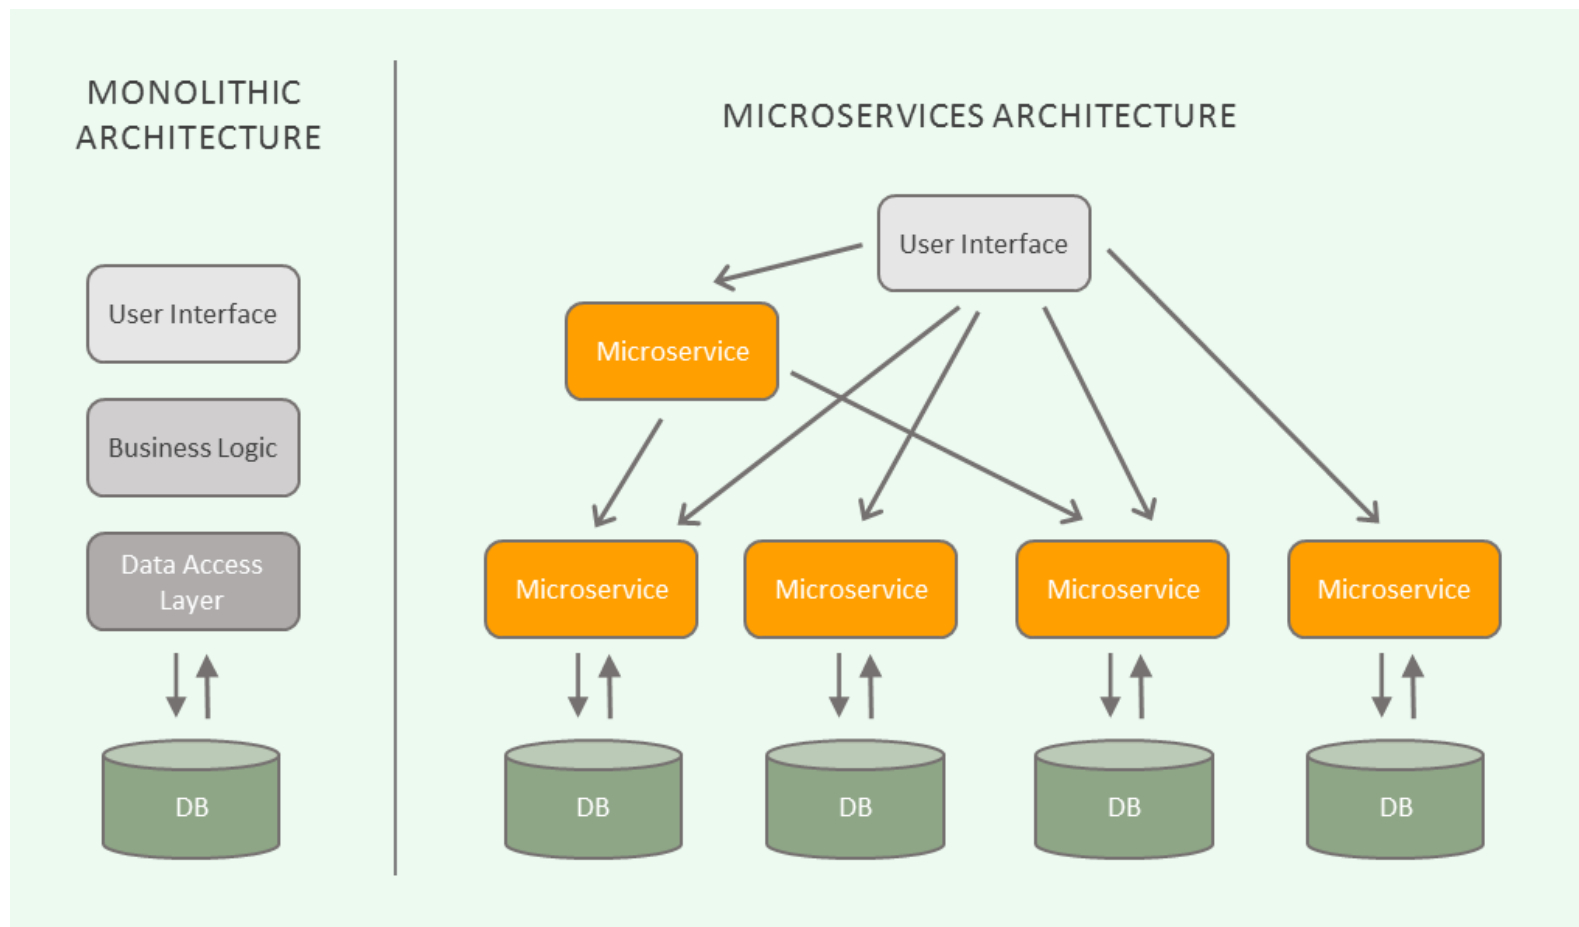 MONOLITHIC
ARCHITECTURE
User Interface
Business Logic
Data Access
Layer
DB
MICROSERVICES ARCHITECTURE
User Interface
Microservice
Microservice
Microservice
Microservice
Microservice
DB
DB
DB
DB